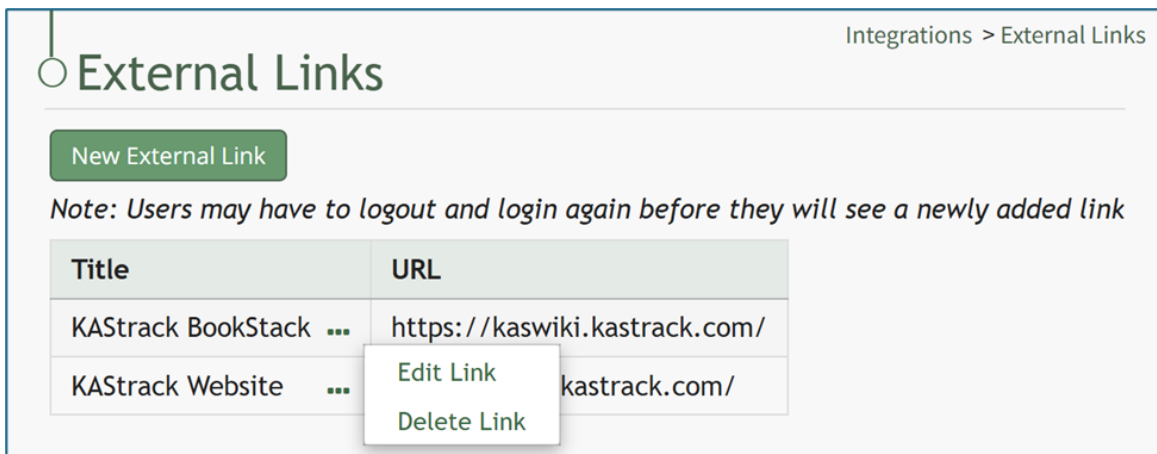 Integrations > External Links
External Links
New External Link
Note: Users may have to logout and login again before they will see a newly added link
Title URL
KAStrack BookStack ••• https://kaswiki.kastrack.com/
KAStrack Website ••• kastrack.com/
Edit Link
Delete Link